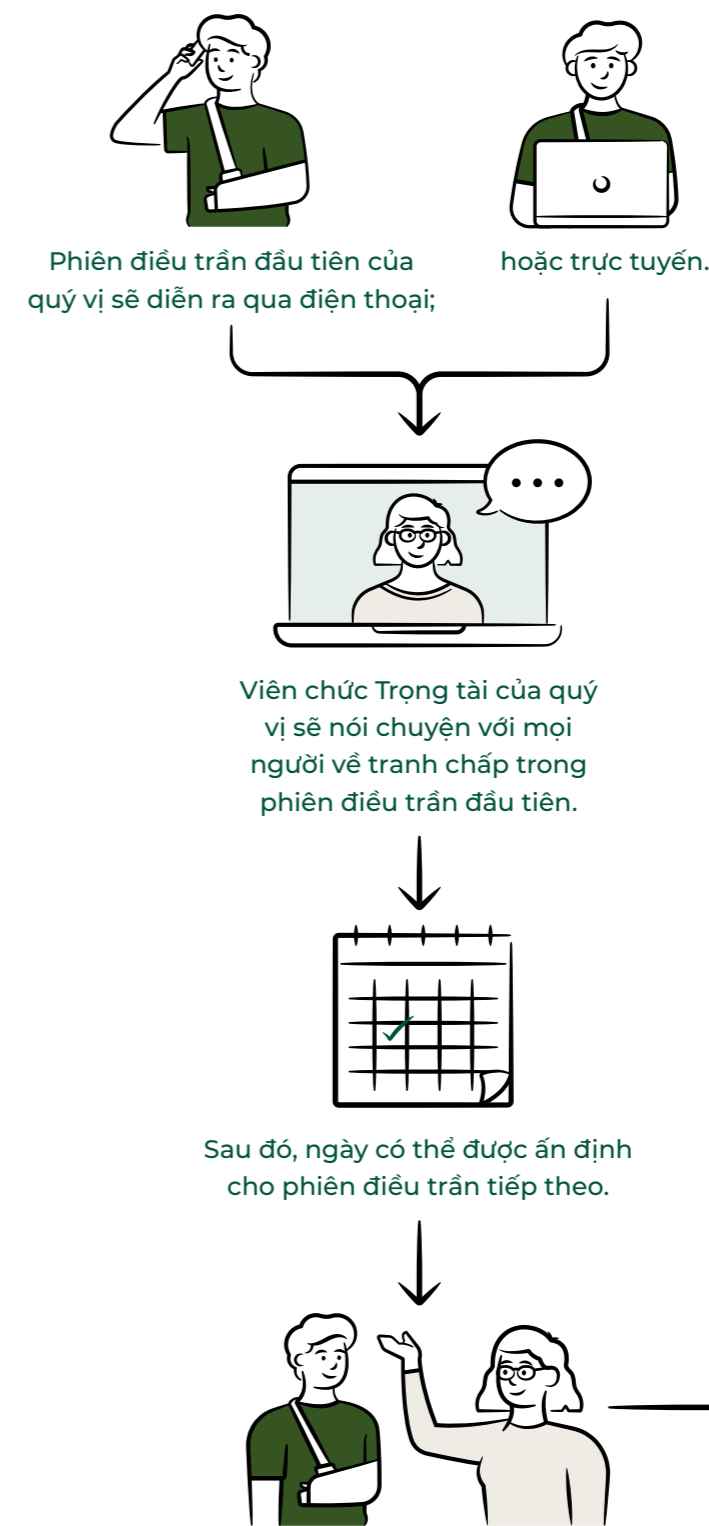 Phiên điều trần đầu tiên của
quý vị sẽ diễn ra qua điện thoại;
hoặc trực tuyến.
Viên chức Trọng tài của quý
vị sẽ nói chuyện với mọi
người về tranh chấp trong
phiên điều trần đầu tiên.
Sau đó, ngày có thể được ấn định
cho phiên điều trần tiếp theo.